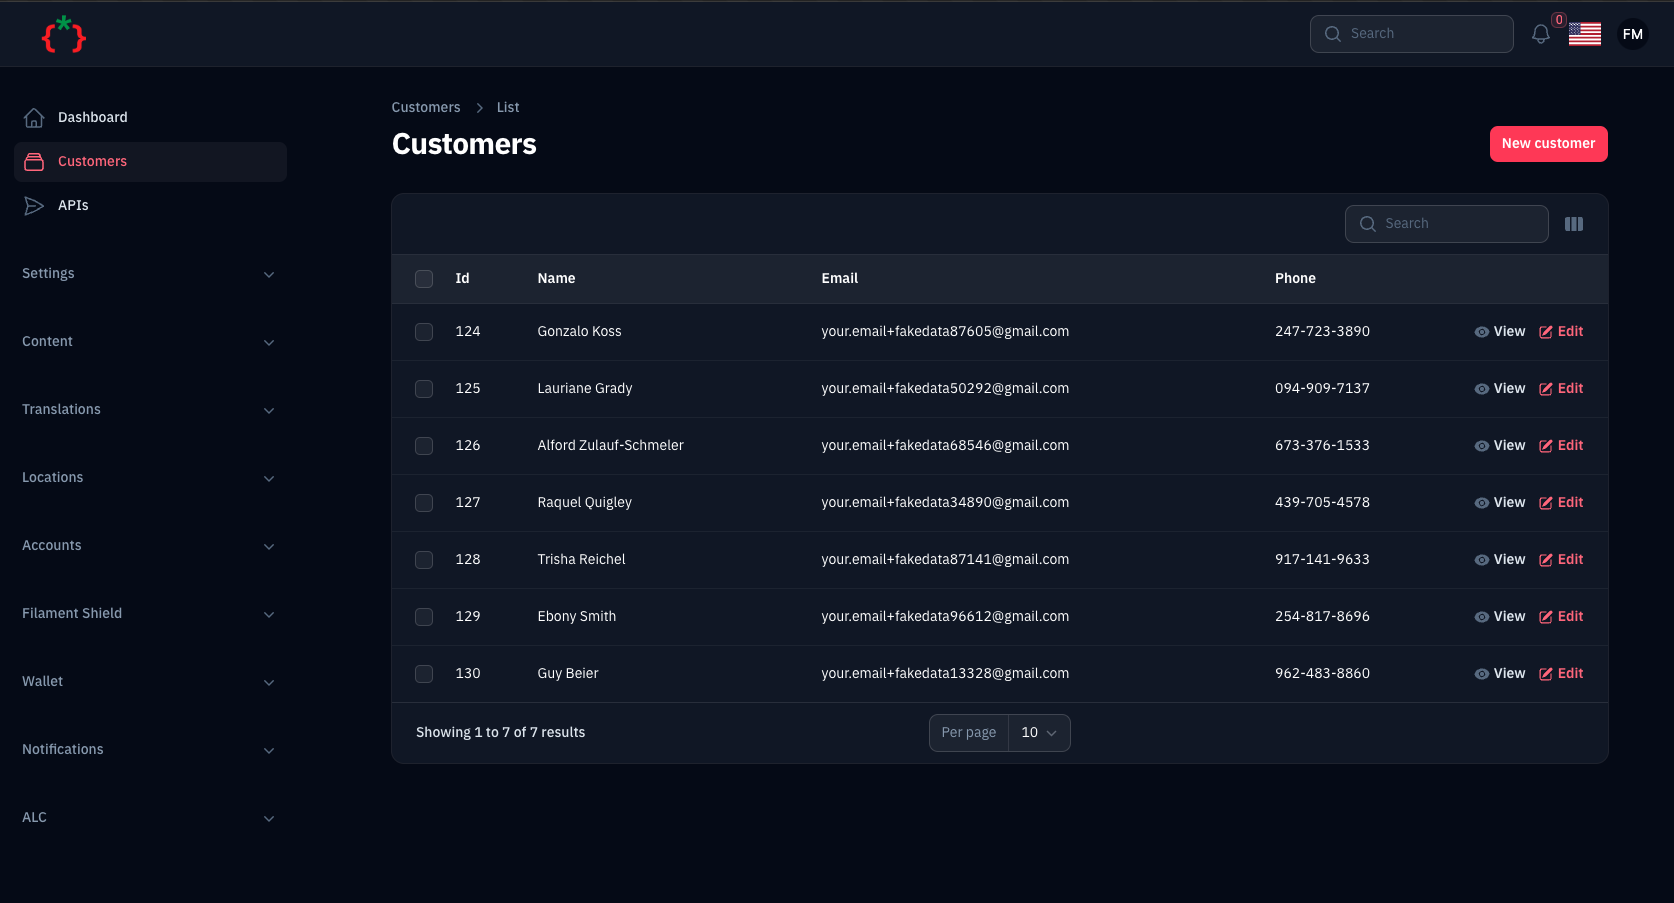 {*}
Search
0
FM
Dashboard
Customers
APIs
Settings
Content
Translations
Locations
Accounts
Filament Shield
Wallet
Notifications
ALC
Customers > List
Customers
New customer
Search
Id Name Email Phone
124 Gonzalo Koss your.email+fakedata87605@gmail.com 247-723-3890 View Edit
125 Lauriane Grady your.email+fakedata50292@gmail.com 094-909-7137 View Edit
126 Alford Zulauf-Schmeler your.email+fakedata68546@gmail.com 673-376-1533 View Edit
127 Raquel Quigley your.email+fakedata34890@gmail.com 439-705-4578 View Edit
128 Trisha Reichel your.email+fakedata87141@gmail.com 917-141-9633 View Edit
129 Ebony Smith your.email+fakedata96612@gmail.com 254-817-8696 View Edit
130 Guy Beier your.email+fakedata13328@gmail.com 962-483-8860 View Edit
Showing 1 to 7 of 7 results
Per page 10